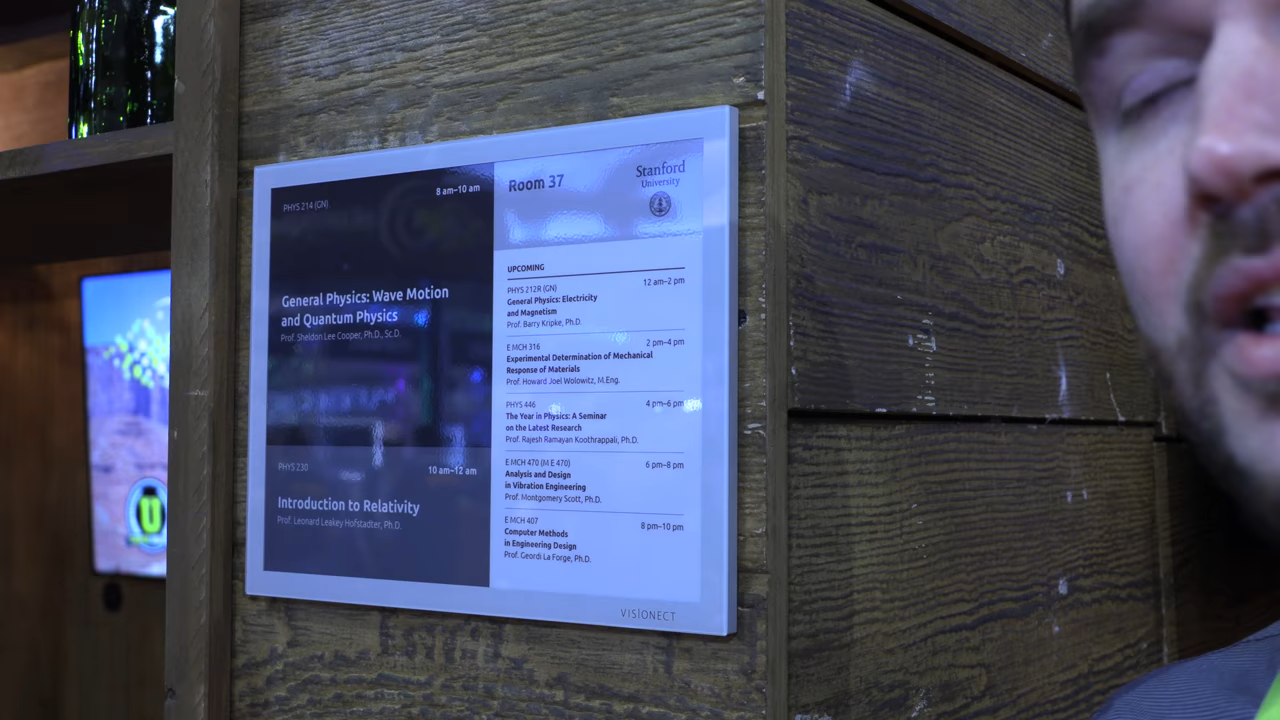 8 am–10 am
PHYS 214 (GN)
General Physics: Wave Motion
and Quantum Physics
Prof. Sheldon Lee Cooper, Ph.D., Sc.D.
PHYS 230
10 am–12 am
Introduction to Relativity
Prof. Leonard Leakey Hofstadter, Ph.D.
Room 37
Stanford
University
UPCOMING
PHYS 212R (GN)
12 am–2 pm
General Physics: Electricity
and Magnetism
Prof. Barry Kripke, Ph.D.
E MCH 316
2 pm–4 pm
Experimental Determination of Mechanical
Response of Materials
Prof. Howard Joel Wolowitz, M.Eng.
PHYS 446
4 pm–6 pm
The Year in Physics: A Seminar
on the Latest Research
Prof. Rajesh Ramayan Koothrappali, Ph.D.
E MCH 470 (M E 470)
6 pm–8 pm
Analysis and Design
in Vibration Engineering
Prof. Montgomery Scott, Ph.D.
E MCH 407
8 pm–10 pm
Computer Methods
in Engineering Design
Prof. Geordi La Forge, Ph.D.
VISIONECT
U